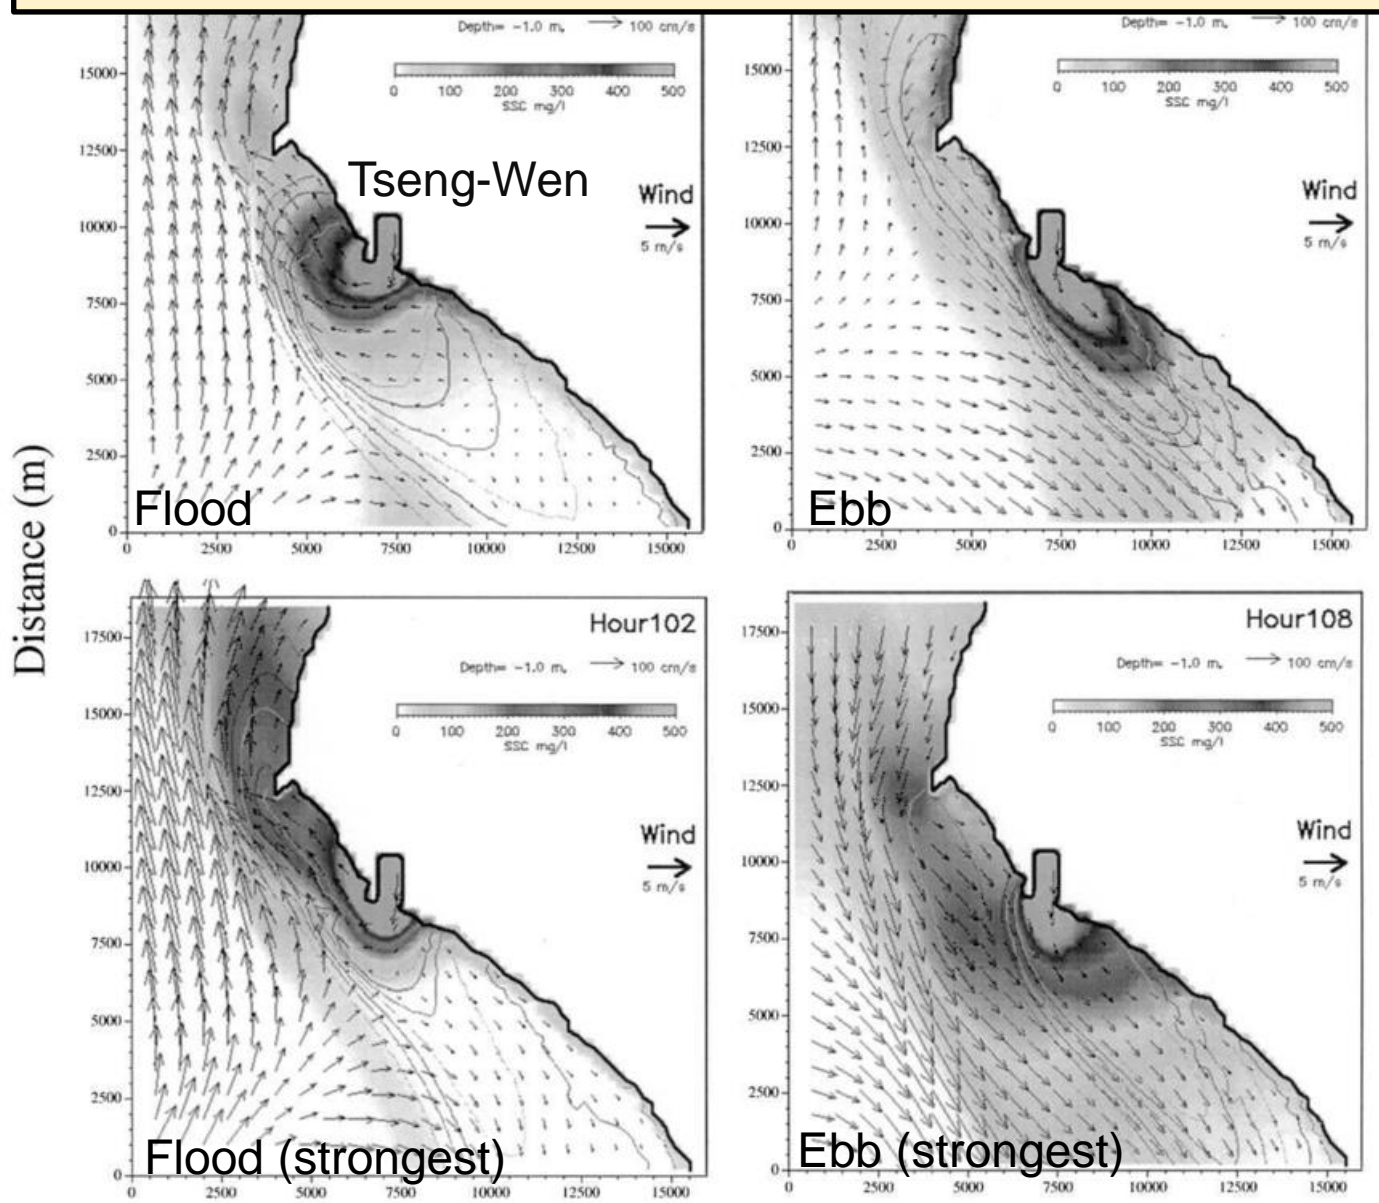 Depth= -1.0 m. 100 cm/s
0 100 200 300 400 500
SSC mg/l
Tseng-Wen
Wind
5 m/s
15000
12500
10000
7500
5000
2500
0
Flood
0 2500 5000 7500 10000 12500 15000
Depth= -1.0 m. 100 cm/s
0 100 200 300 400 500
SSC mg/l
Wind
5 m/s
15000
12500
10000
7500
5000
2500
0
Ebb
0 2500 5000 7500 10000 12500 15000
Distance (m)
Hour102
Depth= -1.0 m. 100 cm/s
0 100 200 300 400 500
SSC mg/l
Wind
5 m/s
17500
15000
12500
10000
7500
5000
2500
0
Flood (strongest)
0 2500 5000 7500 10000 12500 15000
Hour108
Depth= -1.0 m. 100 cm/s
0 100 200 300 400 500
SSC mg/l
Wind
5 m/s
17500
15000
12500
10000
7500
5000
2500
0
Ebb (strongest)
0 2500 5000 7500 10000 12500 15000